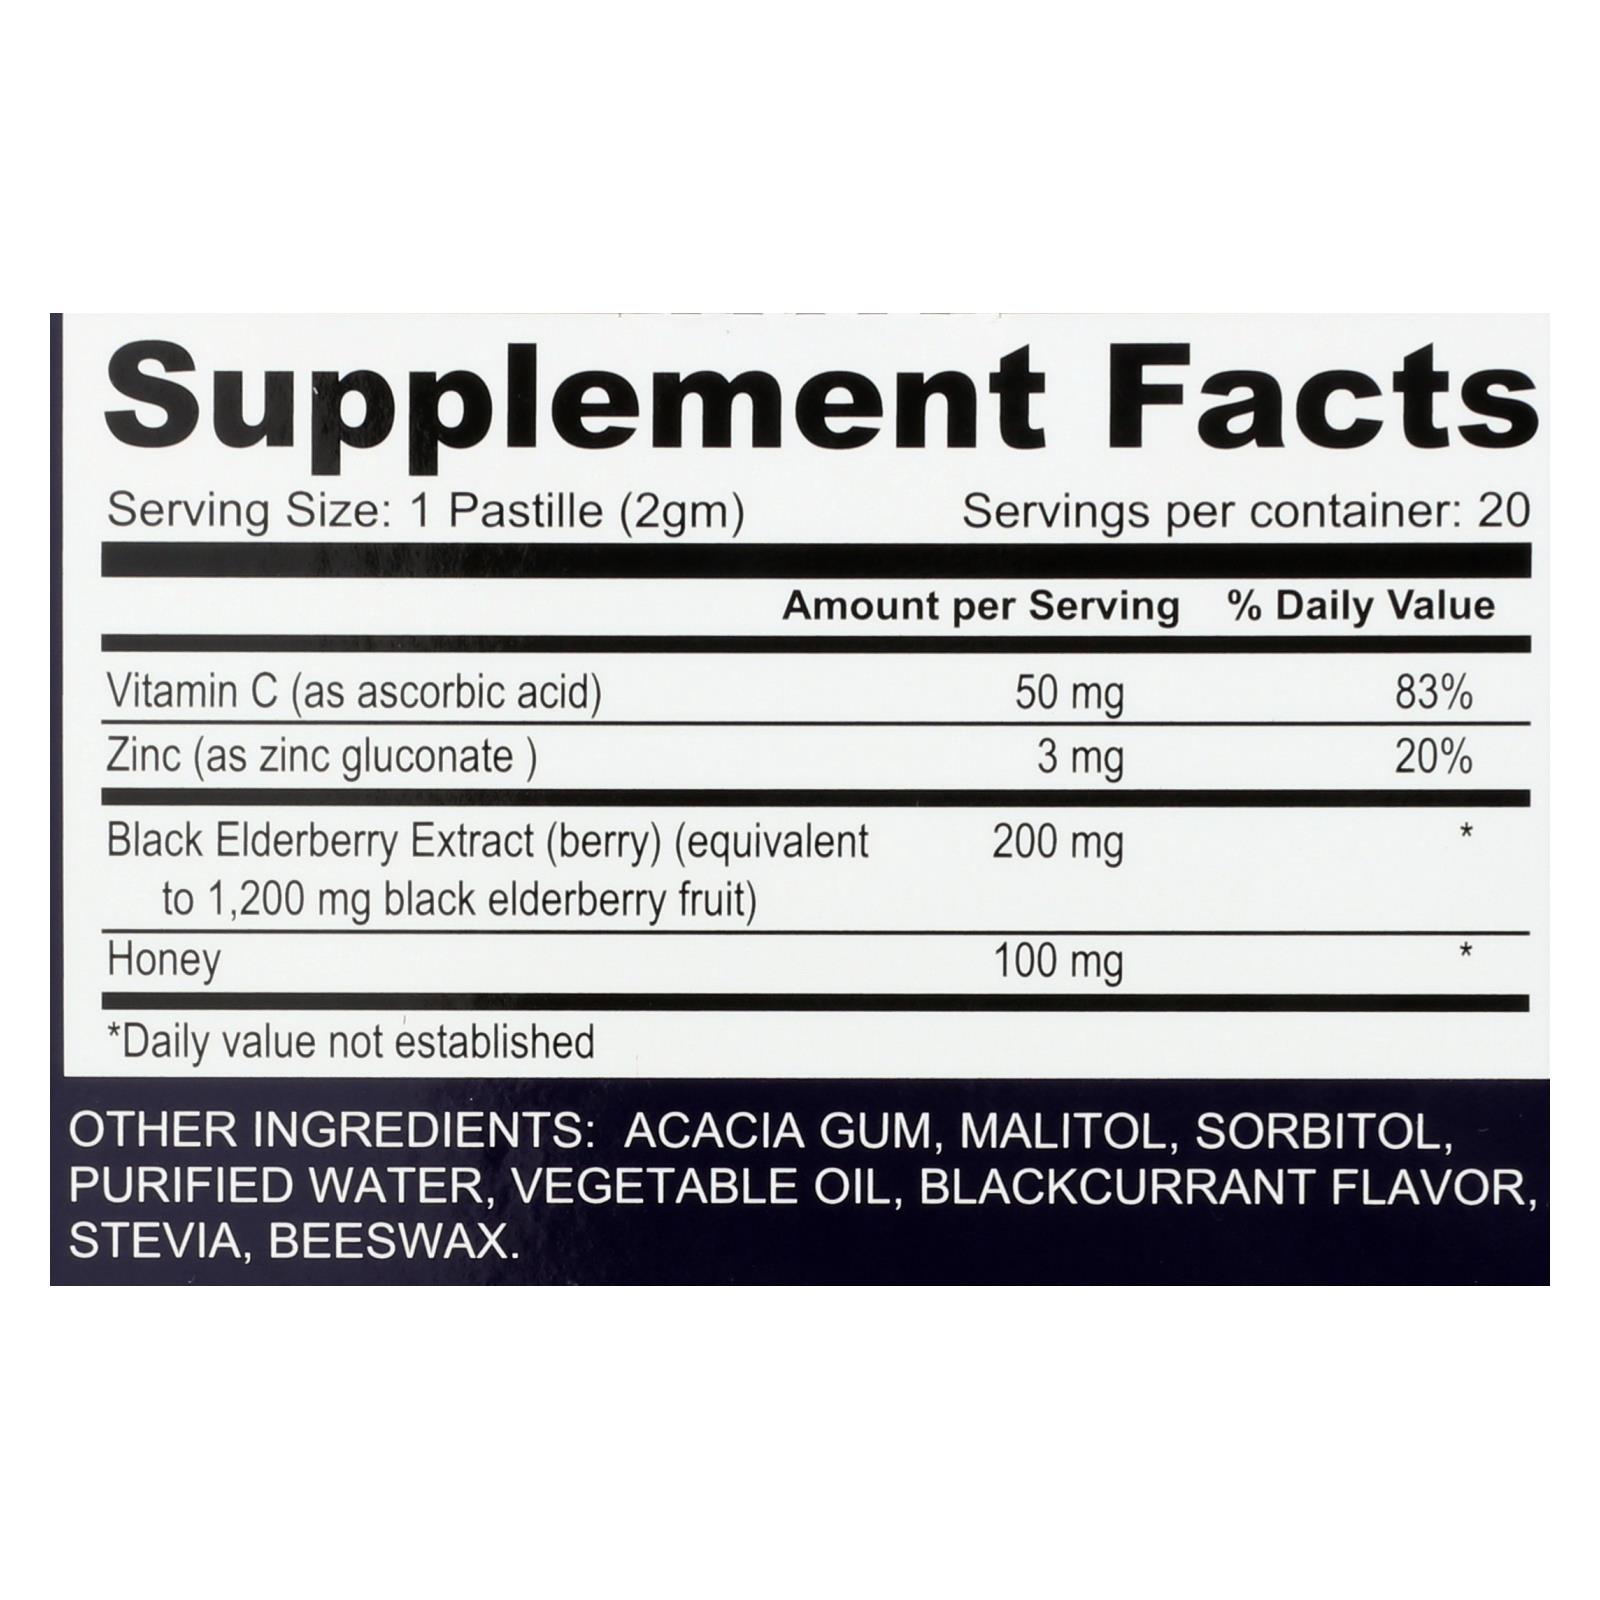 Supplement Facts
Serving Size: 1 Pastille (2gm) Servings per container: 20
Amount per Serving % Daily Value
Vitamin C (as ascorbic acid) 50 mg 83%
Zinc (as zinc gluconate ) 3 mg 20%
Black Elderberry Extract (berry) (equivalent 200 mg *
to 1,200 mg black elderberry fruit)
Honey 100 mg *
*Daily value not established
OTHER INGREDIENTS: ACACIA GUM, MALITOL, SORBITOL,
PURIFIED WATER, VEGETABLE OIL, BLACKCURRANT FLAVOR,
STEVIA, BEESWAX.